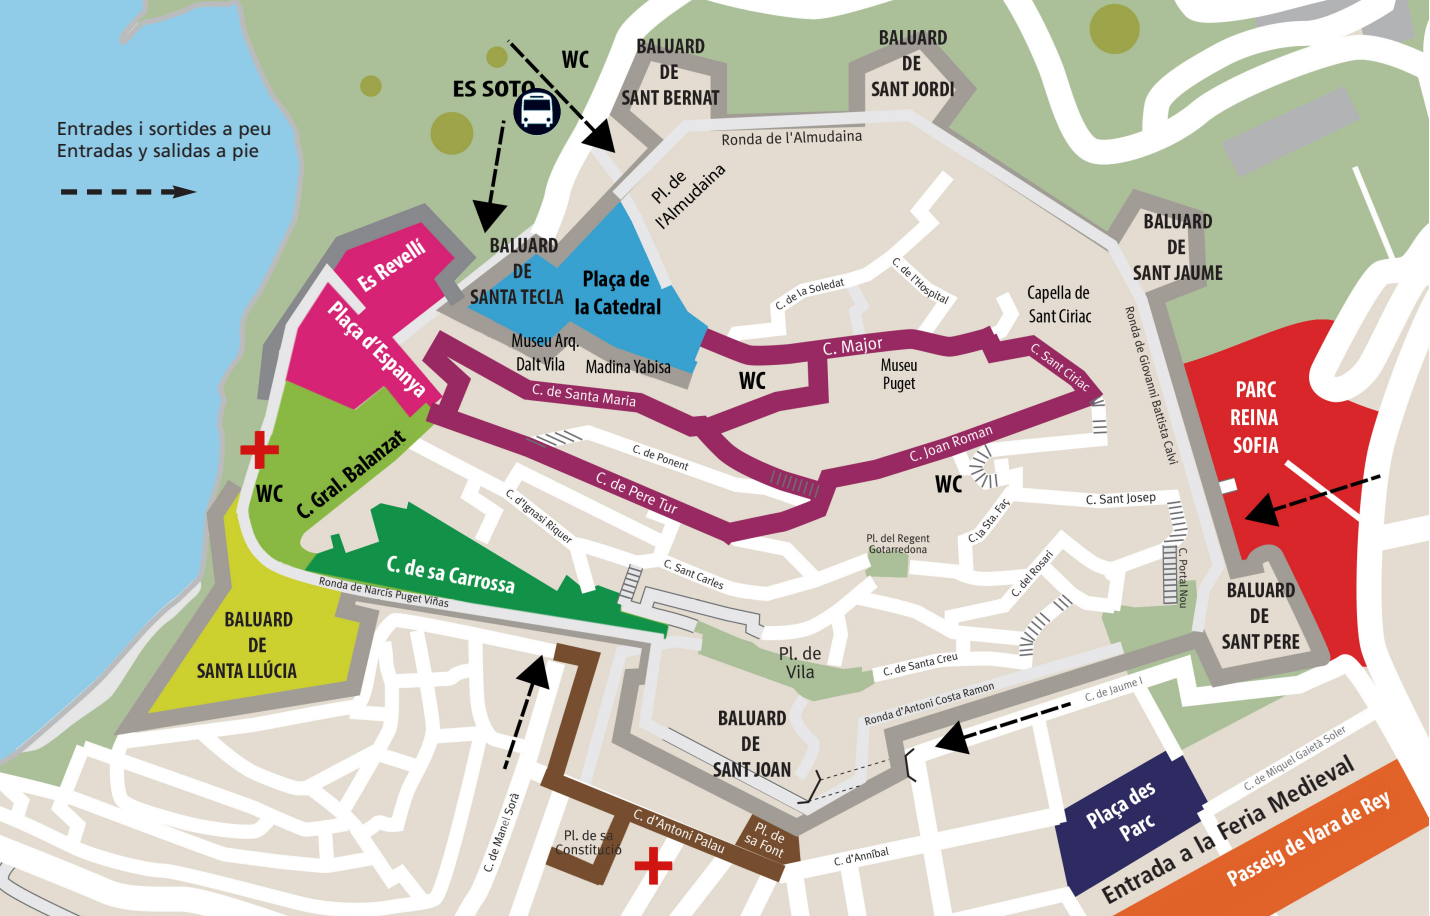 BALUARD
DE
SANT BERNAT
BALUARD
DE
SANT JORDI
WC
ES SOTO
Entrades i sortides a peu
Entradas y salidas a pie
Ronda de l'Almudaina
Pl. de
l'Almudaina
BALUARD
DE
SANT JAUME
Es Revellí
BALUARD
DE
SANTA TECLA
Plaça de
la Catedral
C. de la Soledat
C. de l'Hospital
Capella de
Sant Ciriac
Plaça d'Espanya
Museu Arq.
Dalt Vila
Madina Yabisa
C. Major
Museu
Puget
C. Sant Ciriac
Ronda de Giovanni Battista Calvi
WC
C. de Santa Maria
PARC
REINA
SOFIA
C. Gral. Balanzat
C. de Ponent
C. Joan Roman
WC
WC
C. de Pere Tur
C. d'Ignasi Riquer
C. la Sta. Faç
C. Sant Josep
Pl. del Regent
Gotarredona
C. de sa Carrossa
C. Sant Carles
C. del Rosari
C. Portal Nou
Ronda de Narcís Puget Viñas
BALUARD
DE
SANTA LLÚCIA
BALUARD
DE
SANT PERE
Pl. de
Vila
C. de Santa Creu
Ronda d'Antoni Costa Ramon
C. de Jaume I
BALUARD
DE
SANT JOAN
C. de Miquel Gaietà Soler
Plaça des
Parc
Entrada a la Feria Medieval
Passeig de Vara de Rey
C. de Manel Sorà
Pl. de sa
Constitució
C. d'Antoni Palau
Pl. de
sa Font
C. d'Anníbal